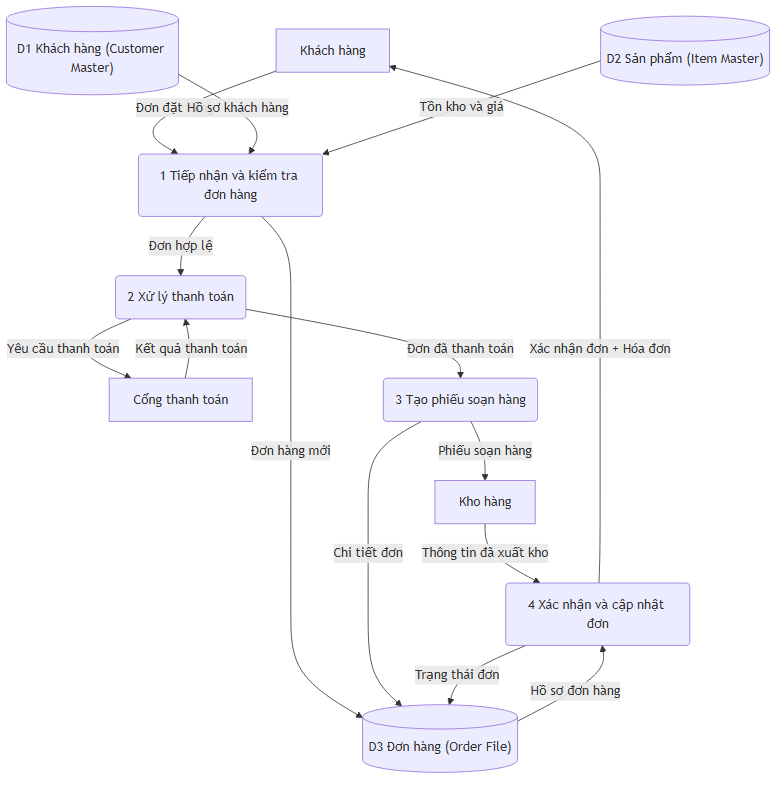 D1 Khách hàng (Customer
Master)
Khách hàng
D2 Sản phẩm (Item Master)
Đơn đặt
Hồ sơ khách hàng
Tồn kho và giá
1 Tiếp nhận và kiểm tra
đơn hàng
Đơn hợp lệ
2 Xử lý thanh toán
Yêu cầu thanh toán
Kết quả thanh toán
Đơn đã thanh toán
Xác nhận đơn + Hóa đơn
Cổng thanh toán
3 Tạo phiếu soạn hàng
Đơn hàng mới
Phiếu soạn hàng
Kho hàng
Chi tiết đơn
Thông tin đã xuất kho
4 Xác nhận và cập nhật
đơn
Trạng thái đơn
Hồ sơ đơn hàng
D3 Đơn hàng (Order File)